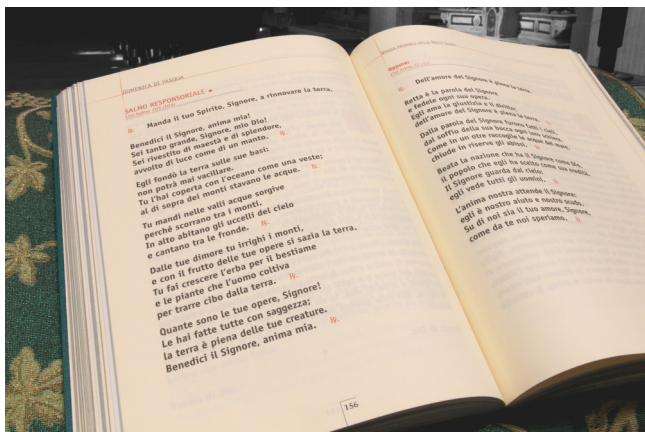 DOMENICA DI PASQUA
SALMO RESPONSORIALE
℟. Manda il tuo Spirito, Signore, a rinnovare la terra.
Benedici il Signore, anima mia!
Sei tanto grande, Signore, mio Dio!
Sei rivestito di maestà e di splendore,
avvolto di luce come di un manto. ℟.
Egli fondò la terra sulle sue basi:
non potrà mai vacillare.
Tu l'hai coperta con l'oceano come una veste;
al di sopra dei monti stavano le acque. ℟.
Tu mandi nelle valli acque sorgive
perché scorrano tra i monti.
In alto abitano gli uccelli del cielo
e cantano tra le fronde. ℟.
Dalle tue dimore tu irrighi i monti,
e con il frutto delle tue opere si sazia la terra.
Tu fai crescere l'erba per il bestiame
e le piante che l'uomo coltiva
per trarre cibo dalla terra. ℟.
Quante sono le tue opere, Signore!
Le hai fatte tutte con saggezza;
la terra è piena delle tue creature.
Benedici il Signore, anima mia. ℟.
156
Oppure:
℟. Dell'amore del Signore è piena la terra.
Retta è la parola del Signore
e fedele ogni sua opera.
Egli ama la giustizia e il diritto;
dell'amore del Signore è piena la terra. ℟.
Dalla parola del Signore furono fatti i cieli,
dal soffio della sua bocca ogni loro schiera.
Come in un otre raccoglie le acque del mare,
chiude in riserve gli abissi. ℟.
Beata la nazione che ha il Signore come Dio,
il popolo che egli ha scelto come sua eredità.
Il Signore guarda dal cielo:
egli vede tutti gli uomini. ℟.
L'anima nostra attende il Signore:
egli è nostro aiuto e nostro scudo.
Su di noi sia il tuo amore, Signore,
come da te noi speriamo. ℟.